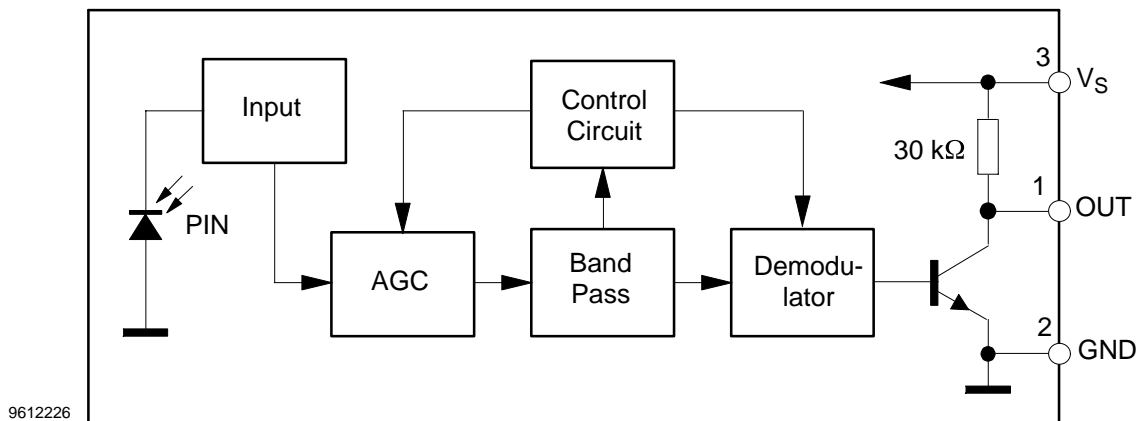 Input
PIN
AGC
Control
Circuit
Band
Pass
Demodu-
lator
30 kΩ
3
VS
1
OUT
2
GND
9612226